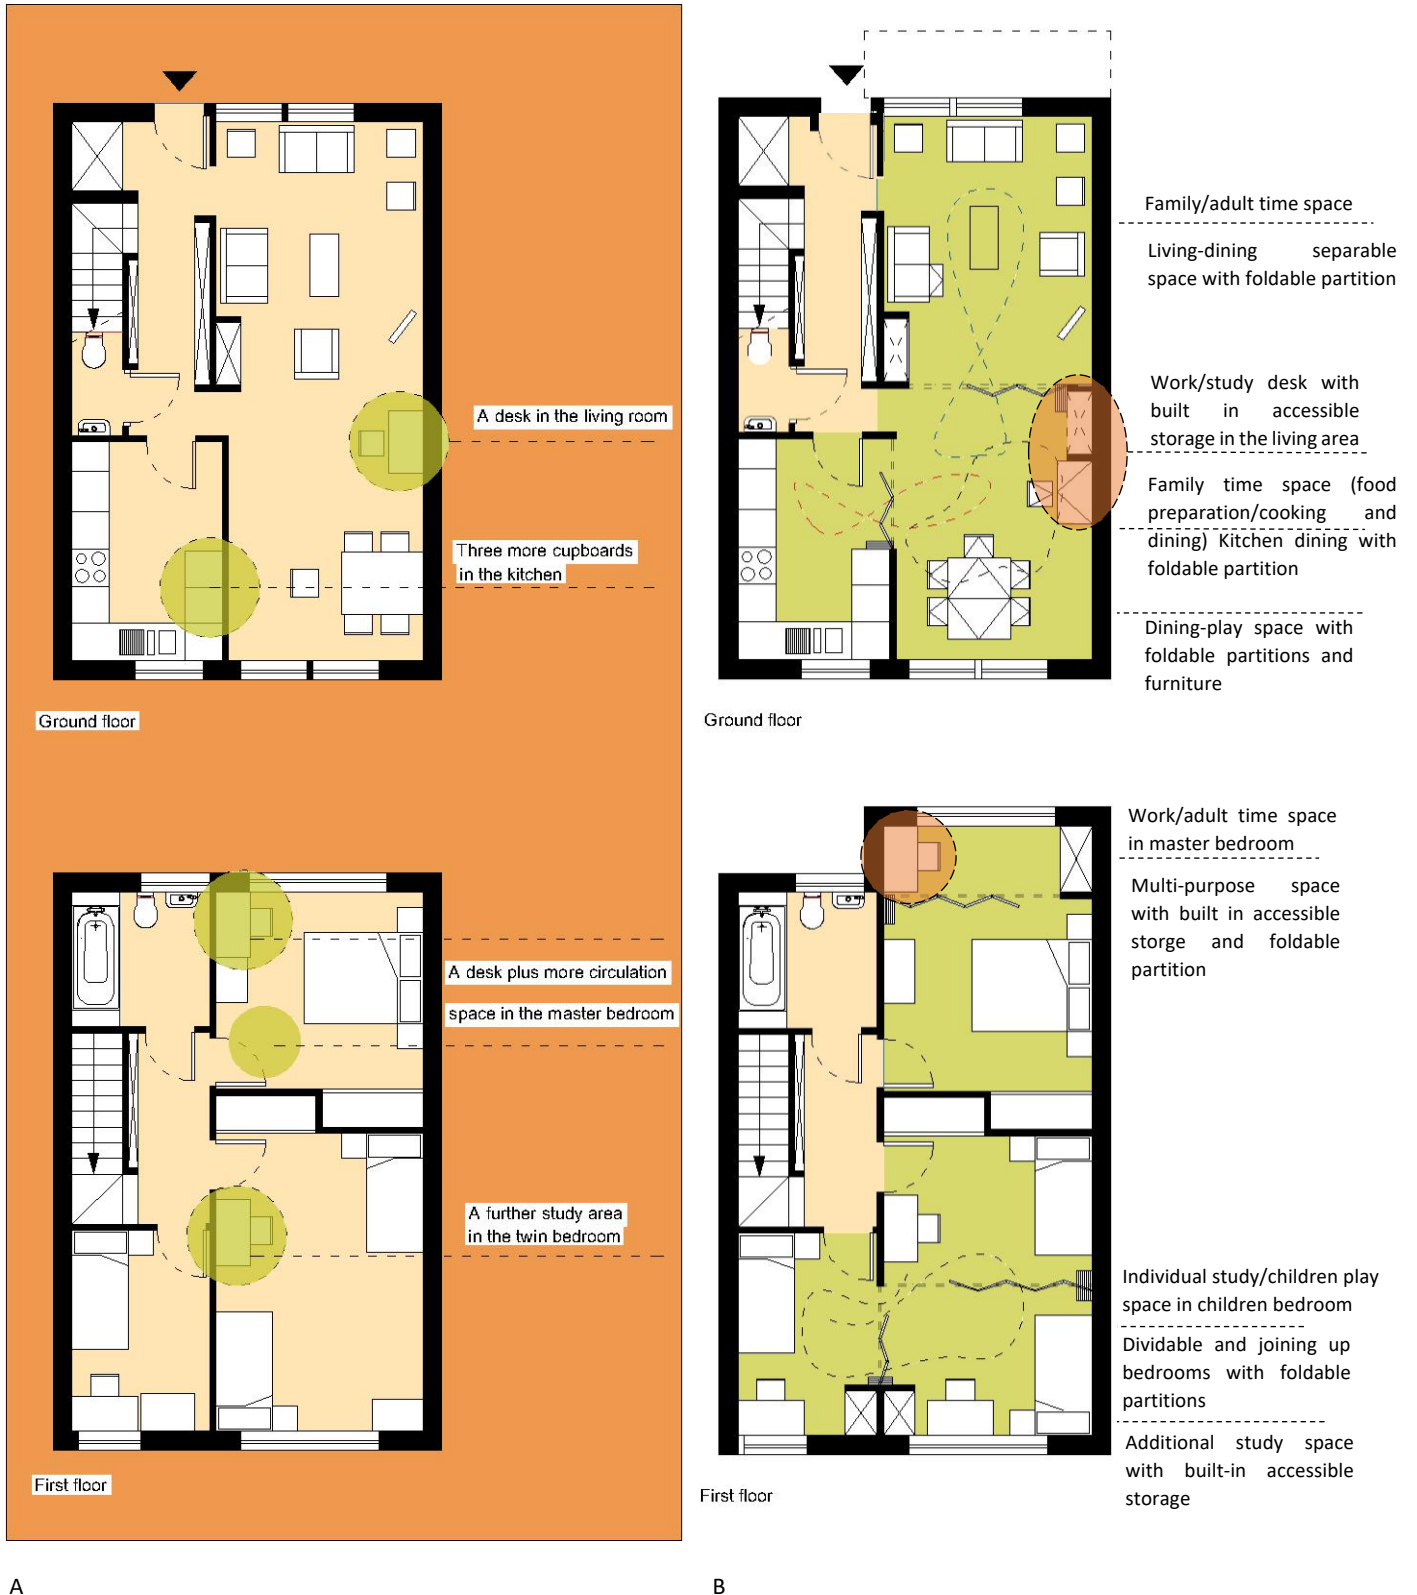 A desk in the living room
Three more cupboards
in the kitchen
Ground floor
A desk plus more circulation
space in the master bedroom
A further study area
in the twin bedroom
First floor
A
Family/adult time space
Living-dining separable
space with foldable partition
Work/study desk with
built in accessible
storage in the living area
Family time space (food
preparation/cooking and
dining) Kitchen dining with
foldable partition
Dining-play space with
foldable partitions and
furniture
Ground floor
Work/adult time space
in master bedroom
Multi-purpose space
with built in accessible
storge and foldable
partition
Individual study/children play
space in children bedroom
Dividable and joining up
bedrooms with foldable
partitions
Additional study space
with built-in accessible
storage
First floor
B